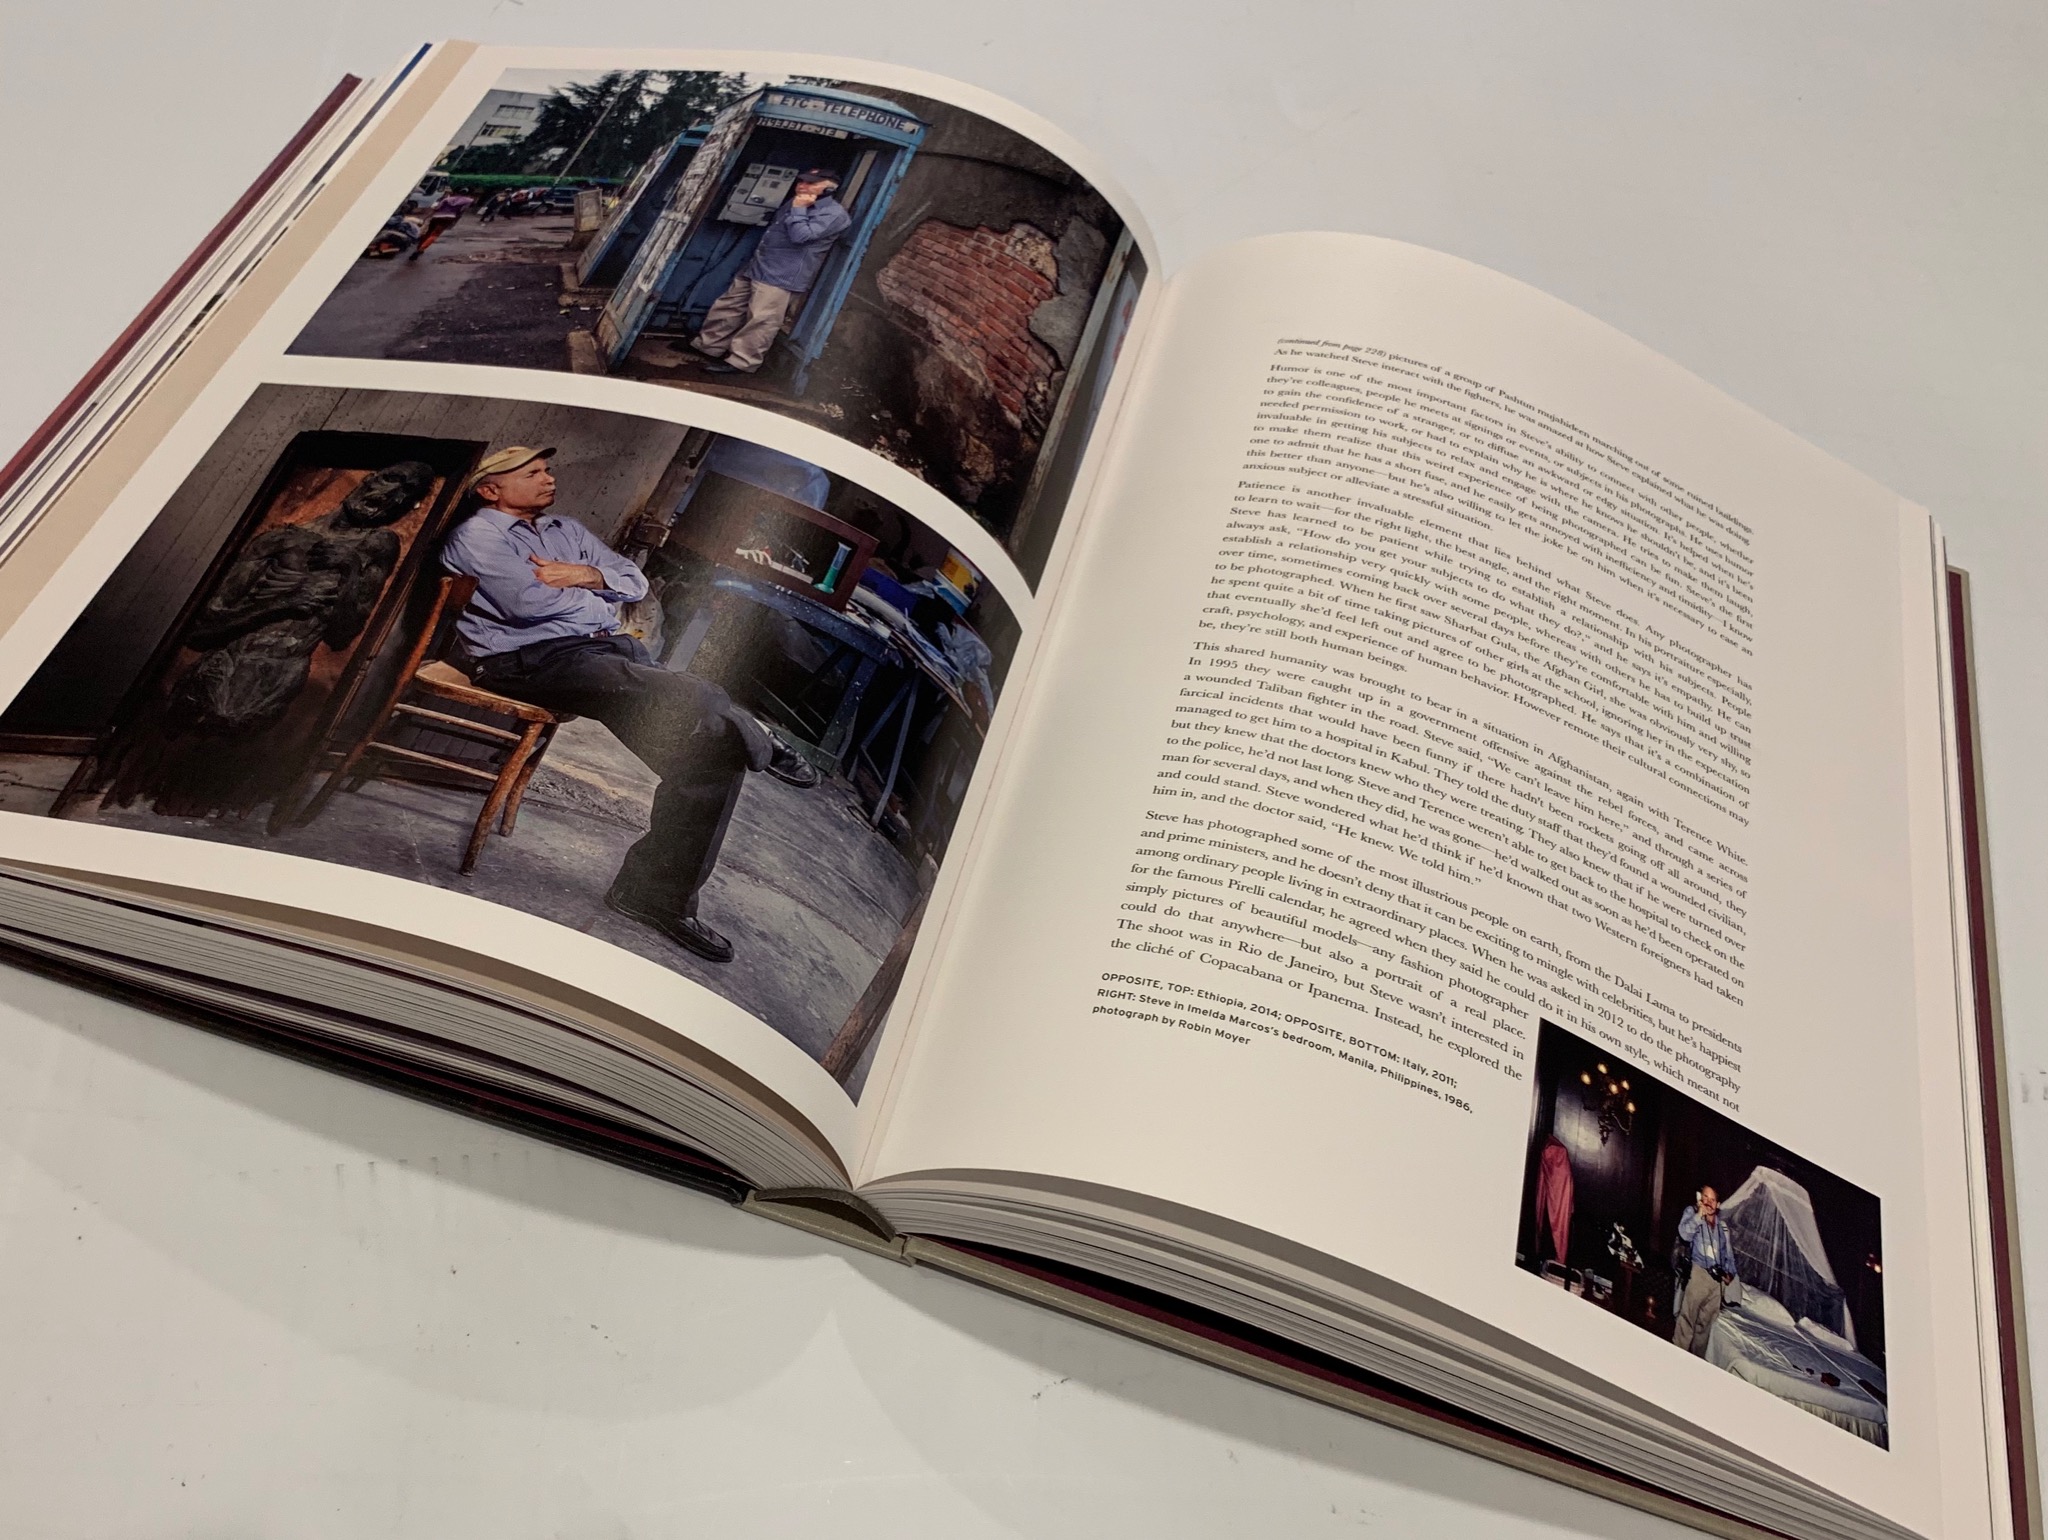 ETC - TELEPHONE
ETC - TELEPH
(continued from page 228) pictures of a group of Pashtun mujahideen marching out of some ruined buildings.
As he watched Steve interact with the fighters, he was amazed at how Steve explained what he was doing.
Humor is one of the most important factors in Steve's ability to connect with other people, whether
they're colleagues, people he meets at signings or events, or subjects in his photographs. He uses humor
to gain the confidence of a stranger, or to diffuse an awkward or edgy situation. It's helped when he's
needed permission to work, or had to explain why he is where he knows he shouldn't be, and it's been
invaluable in getting his subjects to relax and engage with the camera. He tries to make them laugh,
to make them realize that this weird experience of being photographed can be fun. Steve's the first
one to admit that he has a short fuse, and he easily gets annoyed with inefficiency and timidity—I know
this better than anyone—but he's also willing to let the joke be on him when it's necessary to ease an
anxious subject or alleviate a stressful situation.
Patience is another invaluable element that lies behind what Steve does. Any photographer has
to learn to wait—for the right light, the best angle, and the right moment. In his portraiture especially,
Steve has learned to be patient while trying to establish a relationship with his subjects. People
always ask, "How do you get your subjects to do what they do?," and he says it's empathy. He can
establish a relationship very quickly with some people, whereas with others he has to build up trust
over time, sometimes coming back over several days before they're comfortable with him and willing
to be photographed. When he first saw Sharbat Gula, the Afghan Girl, she was obviously very shy, so
he spent quite a bit of time taking pictures of other girls at the school, ignoring her in the expectation
that eventually she'd feel left out and agree to be photographed. He says that it's a combination of
craft, psychology, and experience of human behavior. However remote their cultural connections may
be, they're still both human beings.
This shared humanity was brought to bear in a situation in Afghanistan, again with Terence White.
In 1995 they were caught up in a government offensive against the rebel forces, and came across
a wounded Taliban fighter in the road. Steve said, "We can't leave him here," and through a series of
farcical incidents that would have been funny if there hadn't been rockets going off all around, they
managed to get him to a hospital in Kabul. They told the duty staff that they'd found a wounded civilian,
but they knew that the doctors knew who they were treating. They also knew that if he were turned over
to the police, he'd not last long. Steve and Terence weren't able to get back to the hospital to check on the
man for several days, and when they did, he was gone—he'd walked out as soon as he'd been operated on
and could stand. Steve wondered what he'd think if he'd known that two Western foreigners had taken
him in, and the doctor said, "He knew. We told him."
Steve has photographed some of the most illustrious people on earth, from the Dalai Lama to presidents
and prime ministers, and he doesn't deny that it can be exciting to mingle with celebrities, but he's happiest
among ordinary people living in extraordinary places. When he was asked in 2012 to do the photography
for the famous Pirelli calendar, he agreed when they said he could do it in his own style, which meant not
simply pictures of beautiful models—any fashion photographer
could do that anywhere—but also a portrait of a real place.
The shoot was in Rio de Janeiro, but Steve wasn't interested in
the cliché of Copacabana or Ipanema. Instead, he explored the
OPPOSITE, TOP: Ethiopia, 2014; OPPOSITE, BOTTOM: Italy, 2011;
RIGHT: Steve in Imelda Marcos's bedroom, Manila, Philippines, 1986,
photograph by Robin Moyer